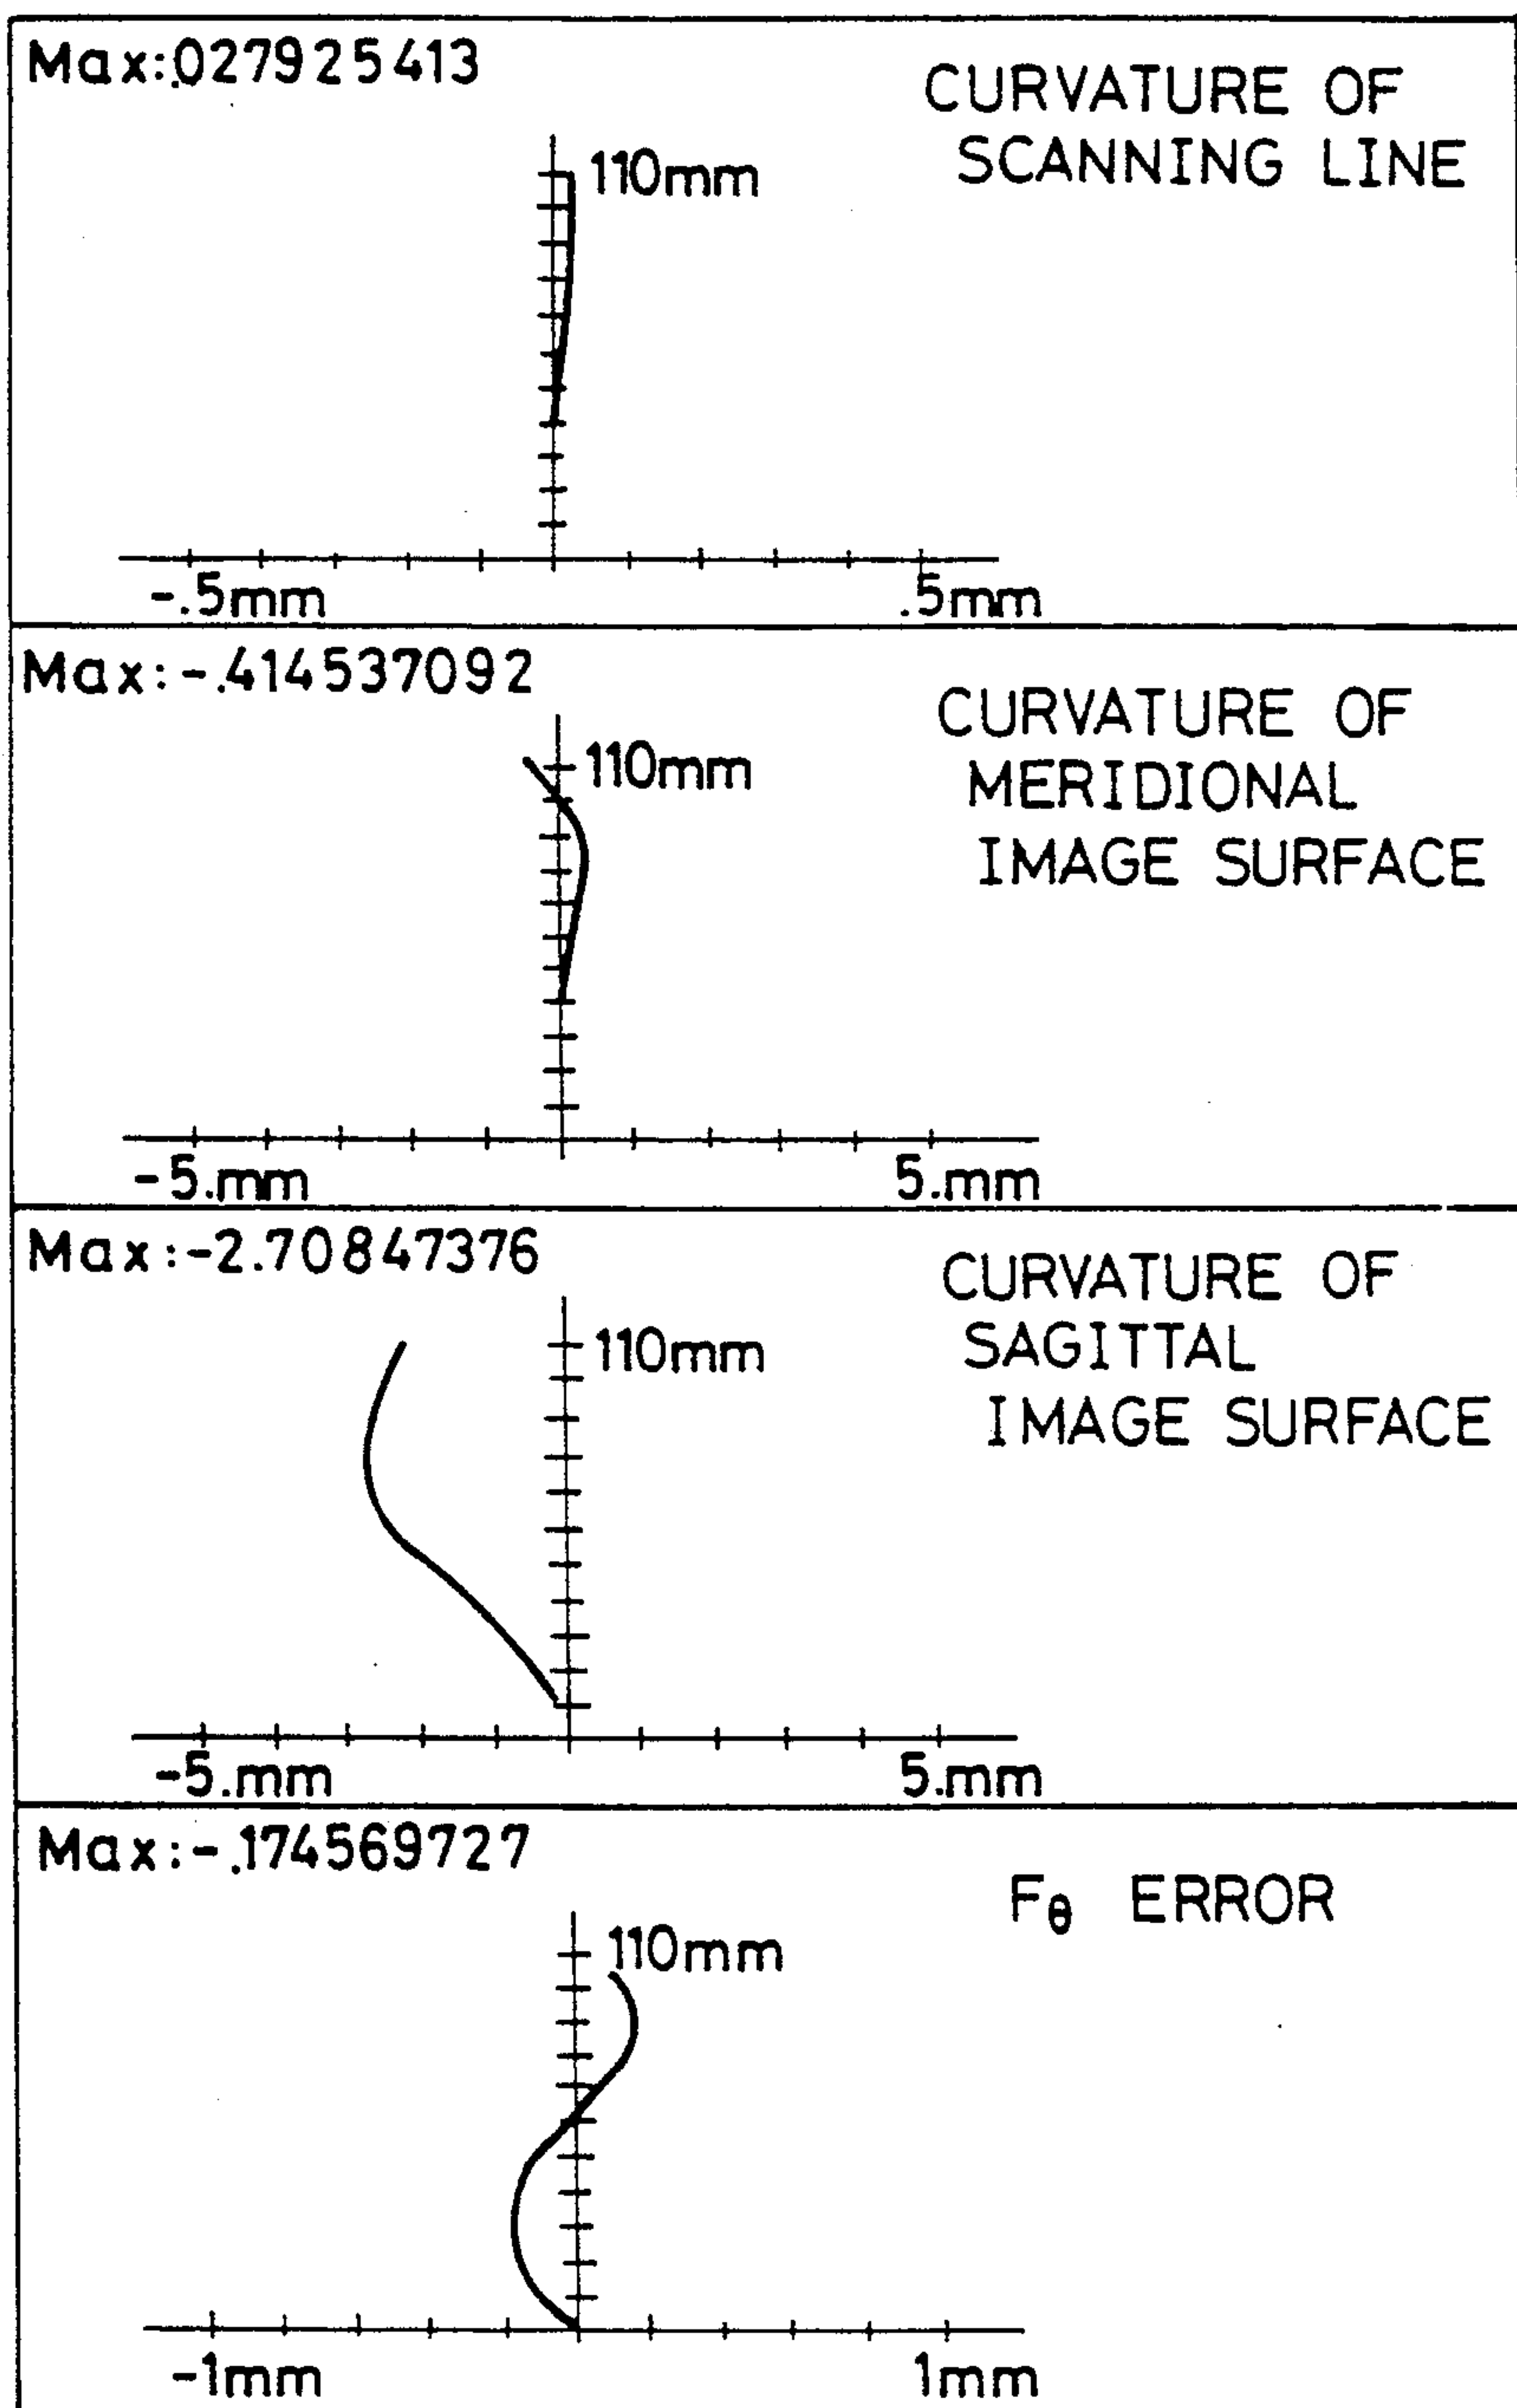 Max:.027925413
CURVATURE OF
SCANNING LINE
110mm
-.5mm
.5mm
Max:-.414537092
CURVATURE OF
MERIDIONAL
IMAGE SURFACE
110mm
-5.mm
5.mm
Max:-2.70847376
CURVATURE OF
SAGITTAL
IMAGE SURFACE
110mm
-5.mm
5.mm
Max:-.174569727
Fθ ERROR
110mm
-1mm
1mm